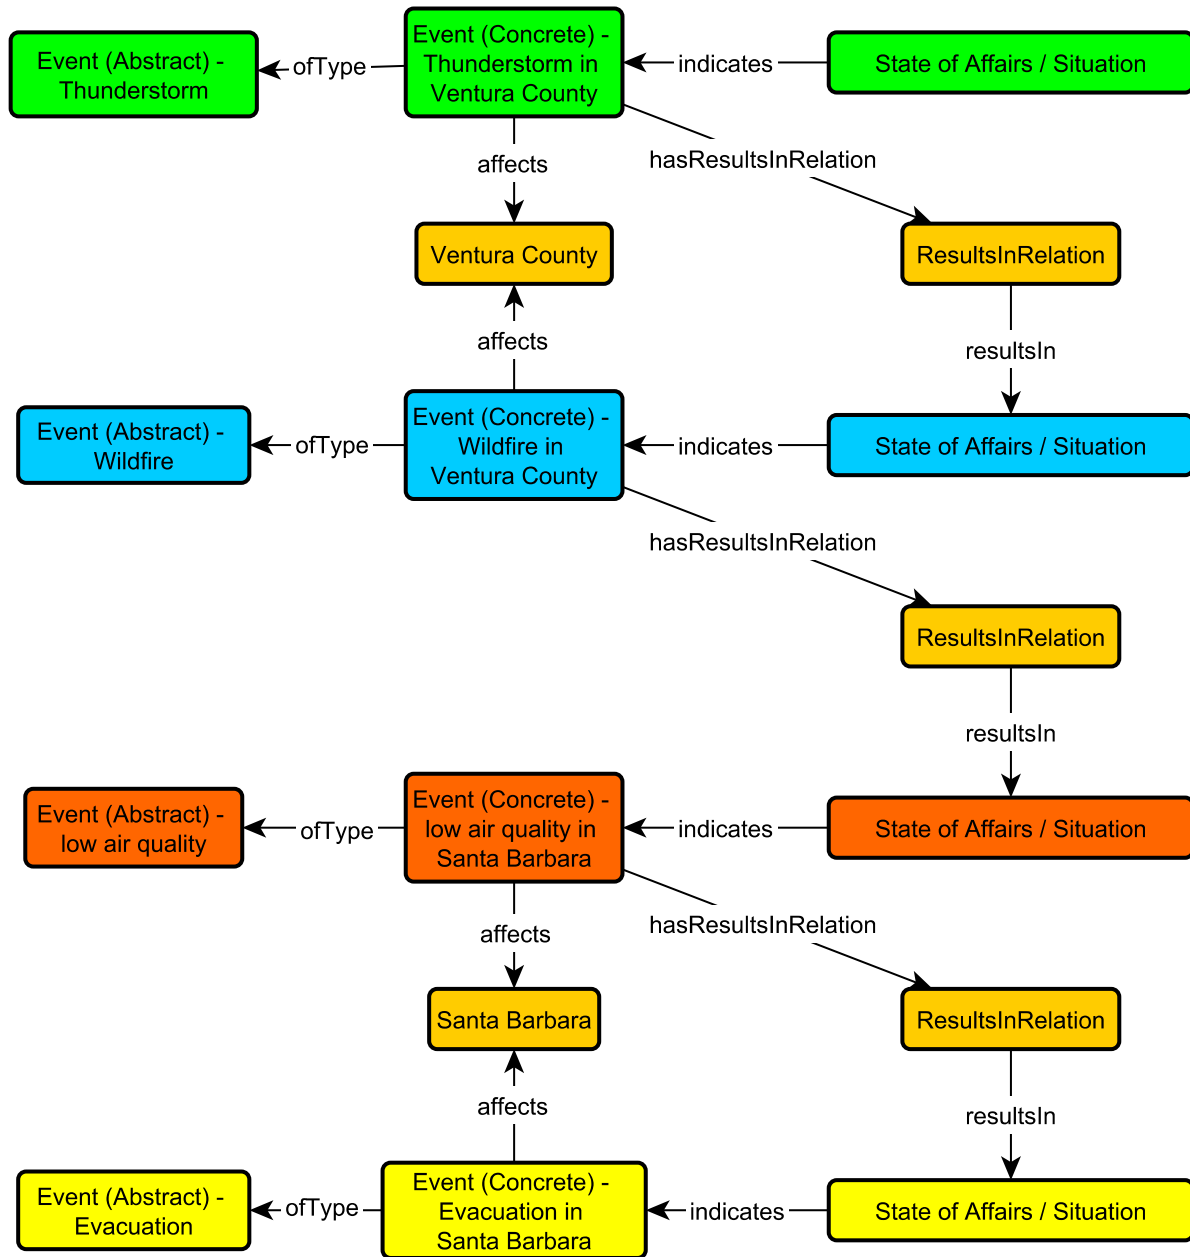 Event (Abstract) -
Thunderstorm
ofType
Event (Concrete) -
Thunderstorm in
Ventura County
indicates
State of Affairs / Situation
affects
hasResultsInRelation
Ventura County
ResultsInRelation
affects
resultsIn
Event (Abstract) -
Wildfire
ofType
Event (Concrete) -
Wildfire in
Ventura County
indicates
State of Affairs / Situation
hasResultsInRelation
ResultsInRelation
resultsIn
Event (Abstract) -
low air quality
ofType
Event (Concrete) -
low air quality in
Santa Barbara
indicates
State of Affairs / Situation
affects
hasResultsInRelation
Santa Barbara
ResultsInRelation
affects
resultsIn
Event (Abstract) -
Evacuation
ofType
Event (Concrete) -
Evacuation in
Santa Barbara
indicates
State of Affairs / Situation